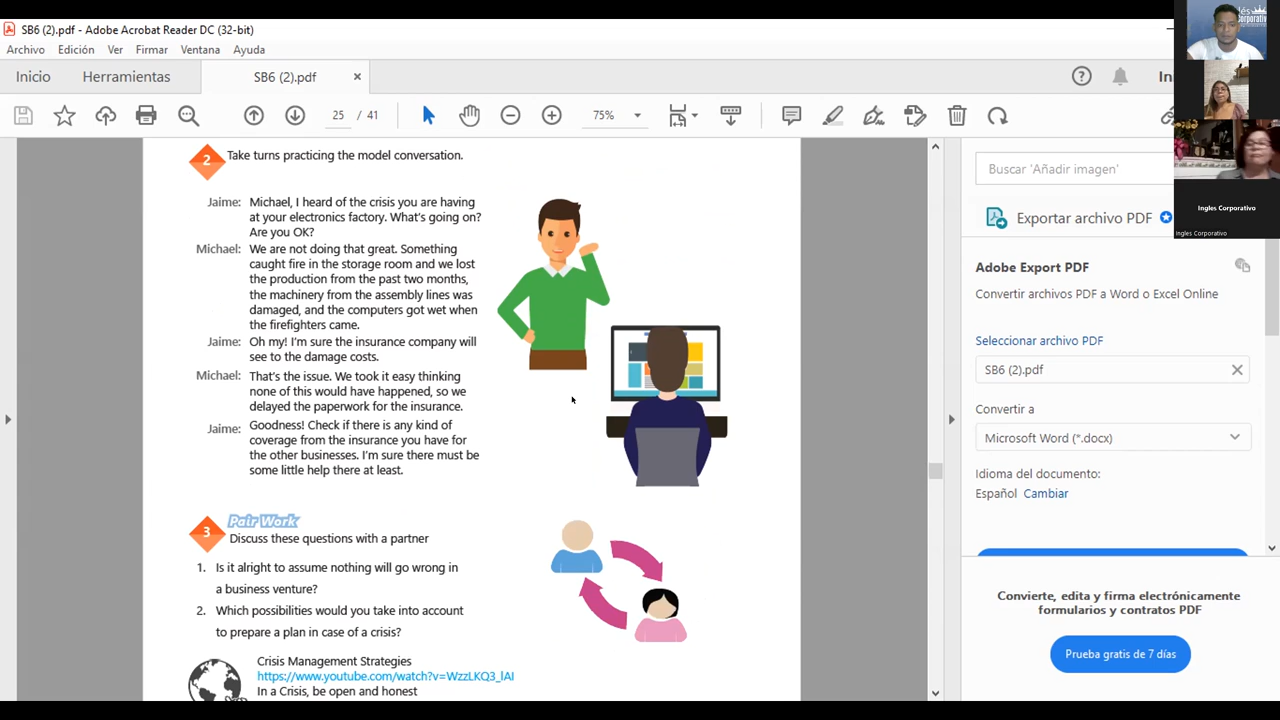 SB6 (2).pdf - Adobe Acrobat Reader DC (32-bit)
Archivo Edición Ver Firmar Ventana Ayuda
Inicio Herramientas SB6 (2).pdf
25 / 41 75%
2 Take turns practicing the model conversation.
Jaime: Michael, I heard of the crisis you are having
at your electronics factory. What's going on?
Are you OK?
Michael: We are not doing that great. Something
caught fire in the storage room and we lost
the production from the past two months,
the machinery from the assembly lines was
damaged, and the computers got wet when
the firefighters came.
Jaime: Oh my! I'm sure the insurance company will
see to the damage costs.
Michael: That's the issue. We took it easy thinking
none of this would have happened, so we
delayed the paperwork for the insurance.
Jaime: Goodness! Check if there is any kind of
coverage from the insurance you have for
the other businesses. I'm sure there must be
some little help there at least.
3 Pair Work
Discuss these questions with a partner
1. Is it alright to assume nothing will go wrong in
a business venture?
2. Which possibilities would you take into account
to prepare a plan in case of a crisis?
Crisis Management Strategies
https://www.youtube.com/watch?v=WzzLKQ3_lAI
In a Crisis, be open and honest
Buscar 'Añadir imagen'
Exportar archivo PDF
Adobe Export PDF
Convertir archivos PDF a Word o Excel Online
Seleccionar archivo PDF
SB6 (2).pdf
Convertir a
Microsoft Word (*.docx)
Idioma del documento:
Español Cambiar
Convierte, edita y firma electrónicamente
formularios y contratos PDF
Prueba gratis de 7 días
Ingles Corporativo
Ingles Corporativo